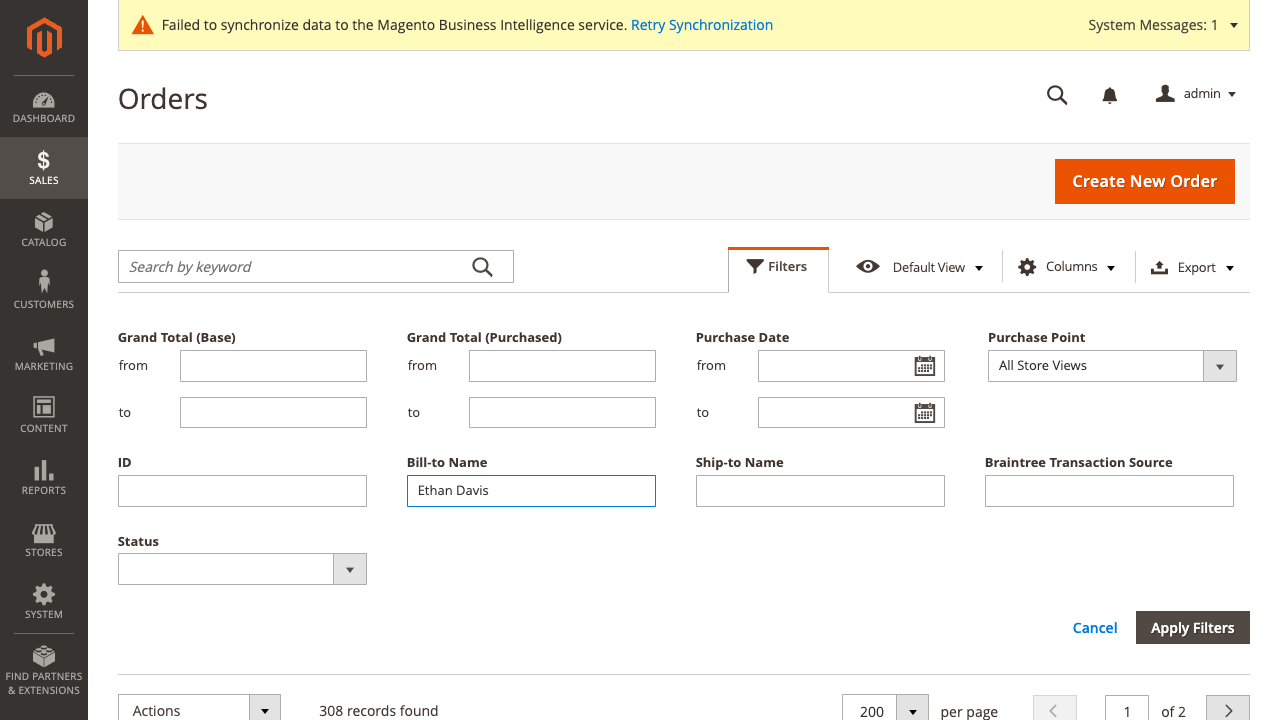 Failed to synchronize data to the Magento Business Intelligence service. Retry Synchronization
System Messages: 1
Orders
admin
DASHBOARD
SALES
CATALOG
CUSTOMERS
MARKETING
CONTENT
REPORTS
STORES
SYSTEM
FIND PARTNERS
& EXTENSIONS
Create New Order
Search by keyword
Filters
Default View
Columns
Export
Grand Total (Base)
from
to
Grand Total (Purchased)
from
to
Purchase Date
from
to
Purchase Point
All Store Views
ID
Bill-to Name
Ethan Davis
Ship-to Name
Braintree Transaction Source
Status
Cancel
Apply Filters
Actions
308 records found
200
per page
1
of 2